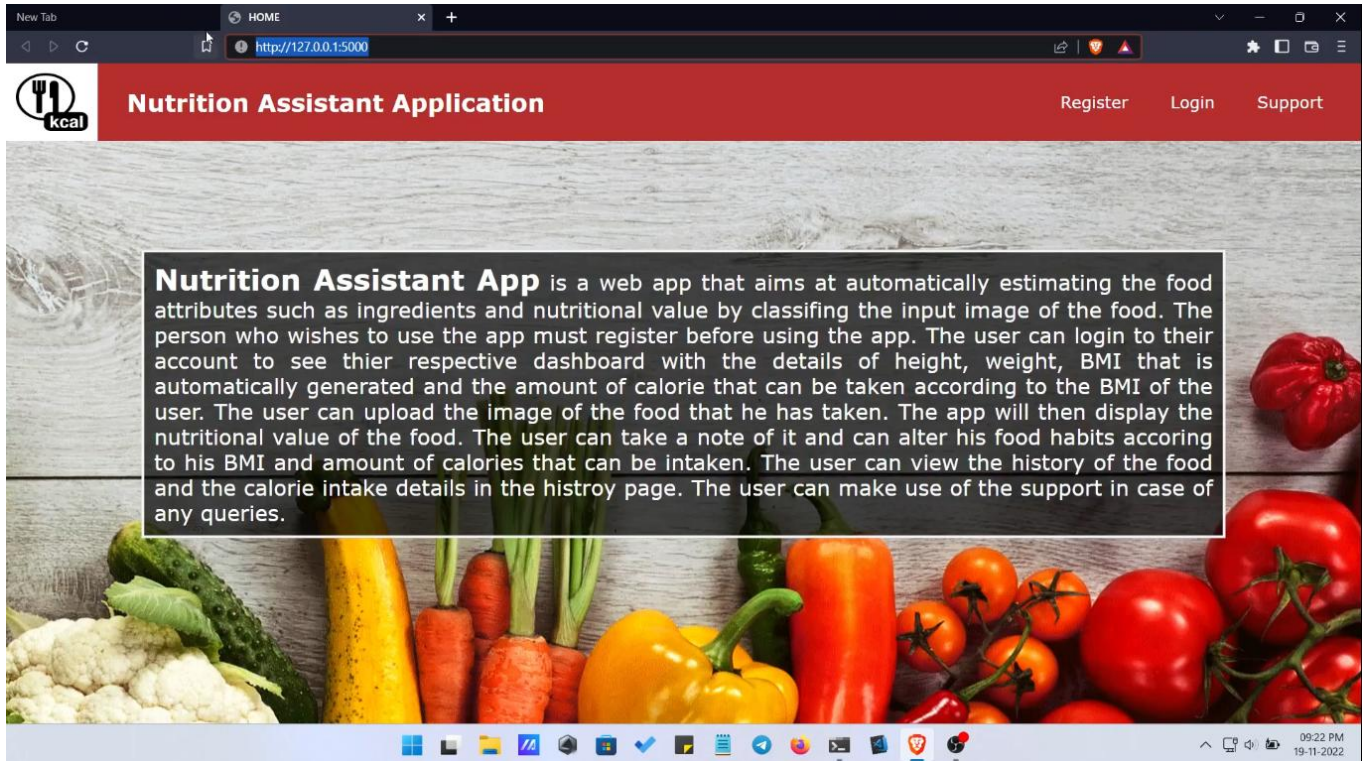 New Tab
HOME
http://127.0.0.1:5000
kcal
Nutrition Assistant Application
Register
Login
Support
Nutrition Assistant App is a web app that aims at automatically estimating the food
attributes such as ingredients and nutritional value by classifing the input image of the food. The
person who wishes to use the app must register before using the app. The user can login to their
account to see thier respective dashboard with the details of height, weight, BMI that is
automatically generated and the amount of calorie that can be taken according to the BMI of the
user. The user can upload the image of the food that he has taken. The app will then display the
nutritional value of the food. The user can take a note of it and can alter his food habits accoring
to his BMI and amount of calories that can be intaken. The user can view the history of the food
and the calorie intake details in the histroy page. The user can make use of the support in case of
any queries.
09:22 PM
19-11-2022